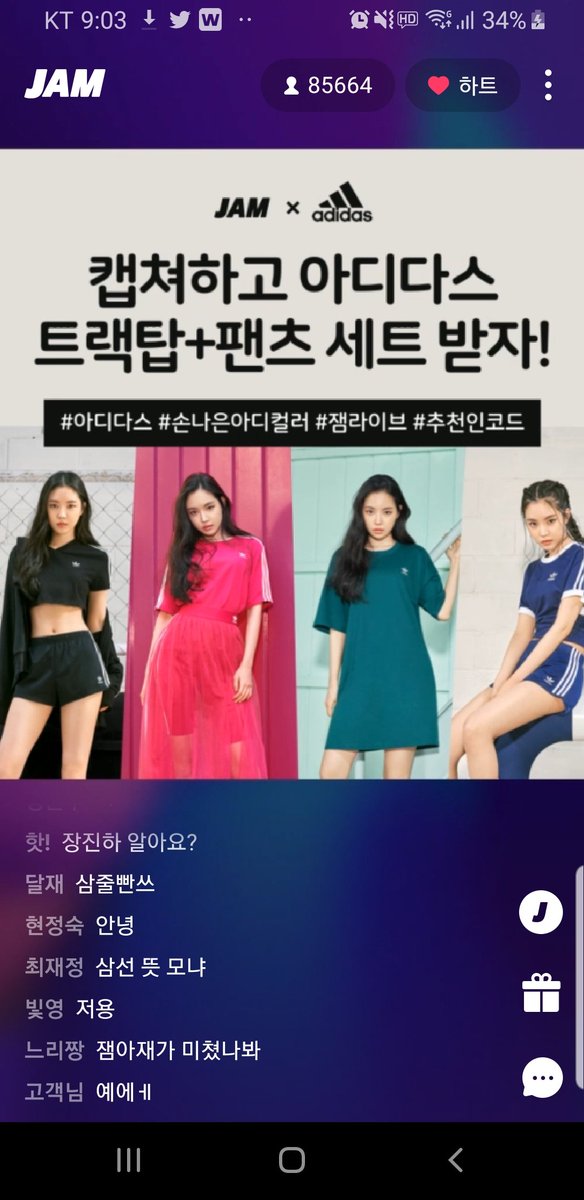 KT 9:03
HD
34%
JAM
85664
하트
JAM × adidas
캡쳐하고 아디다스
트랙탑+팬츠 세트 받자!
#아디다스 #손나은아디컬러 #잼라이브 #추천인코드
핫! 장진하 알아요?
달재 삼줄빤쓰
현정숙 안녕
최재정 삼선 뜻 모냐
빛영 저용
느리짱 잼아재가 미쳤나봐
고객님 예에ㅔ